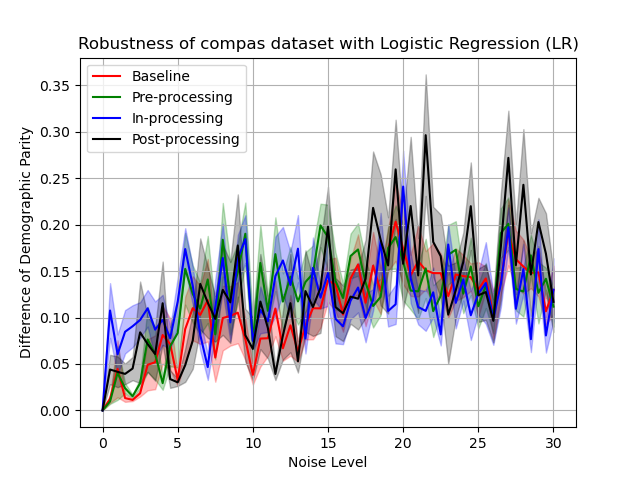 Robustness of compas dataset with Logistic Regression (LR)
Baseline
Pre-processing
In-processing
Post-processing
Difference of Demographic Parity
0.35
0.30
0.25
0.20
0.15
0.10
0.05
0.00
0 5 10 15 20 25 30
Noise Level